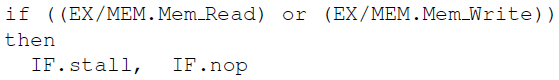 if ((EX/MEM.Mem_Read) or (EX/MEM.Mem_Write))
then
IF.stall, IF.nop